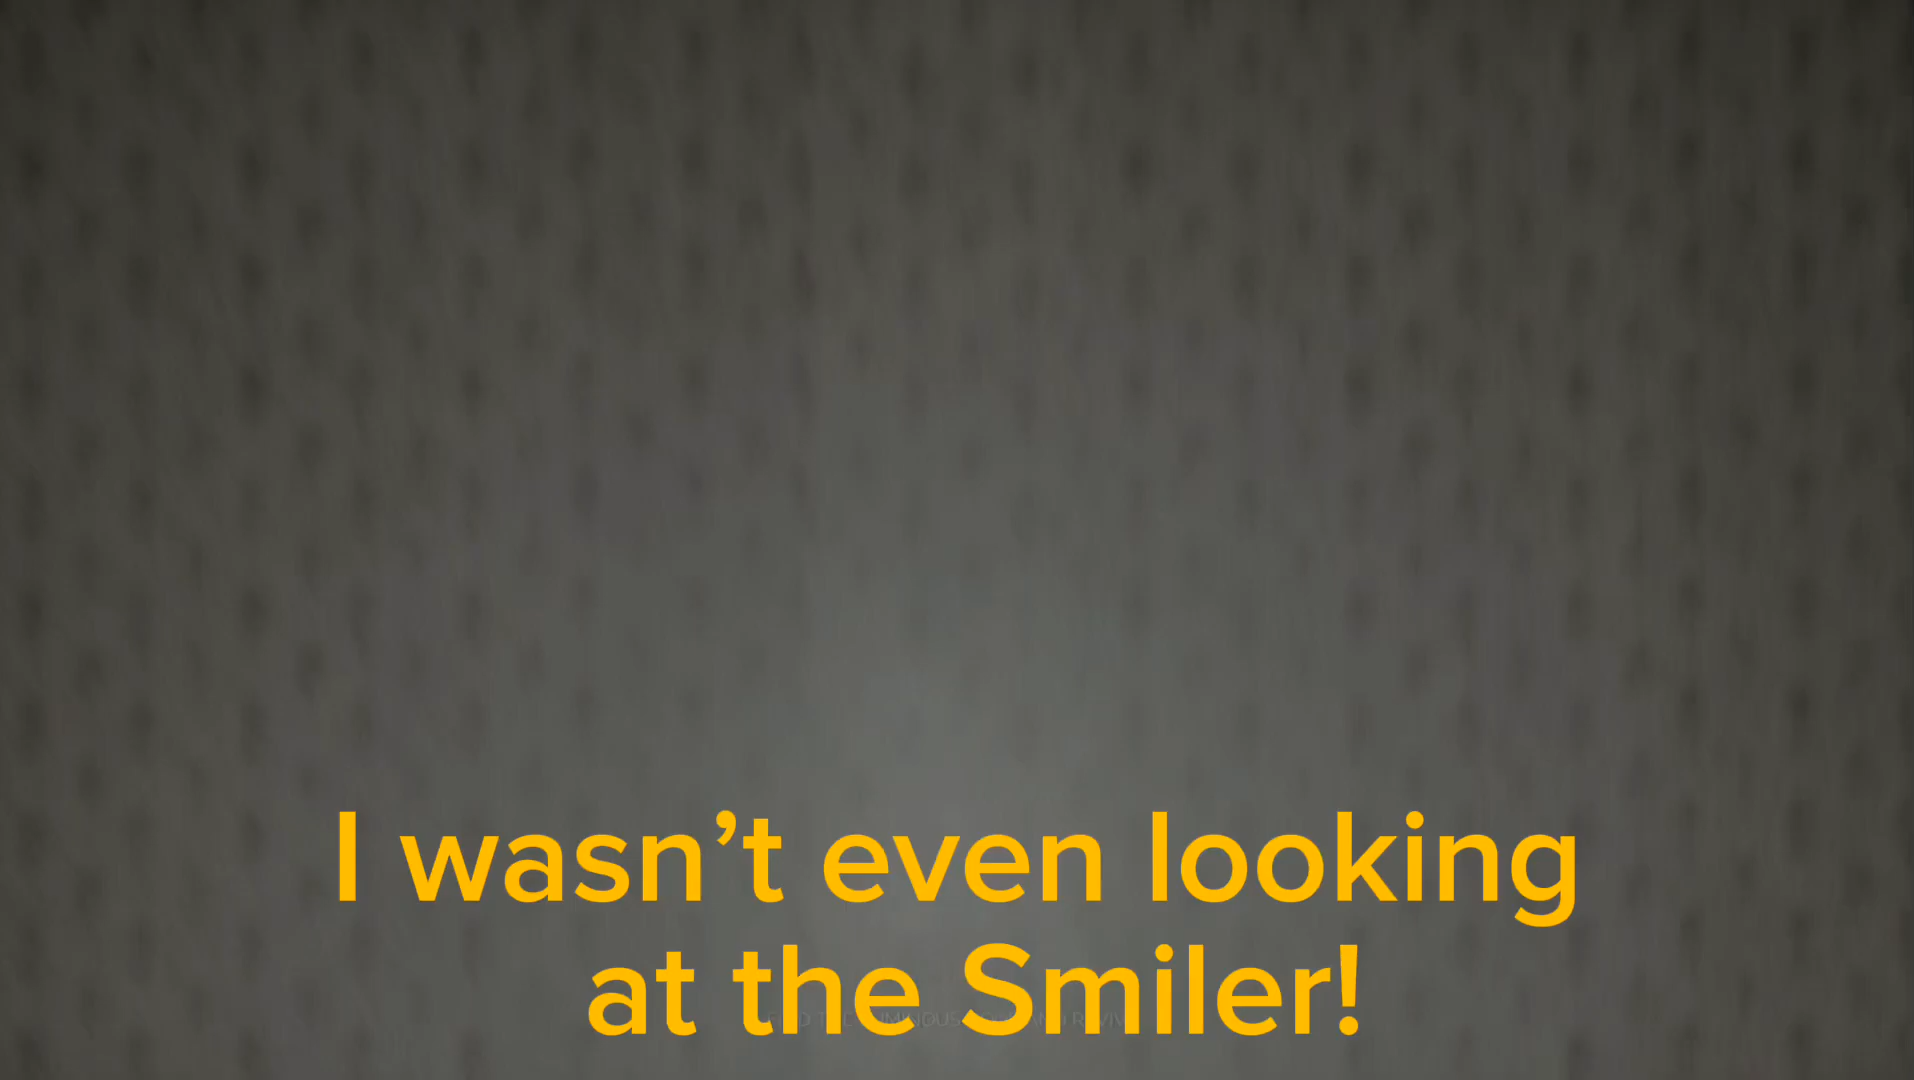 I wasn’t even looking
at the Smiler!